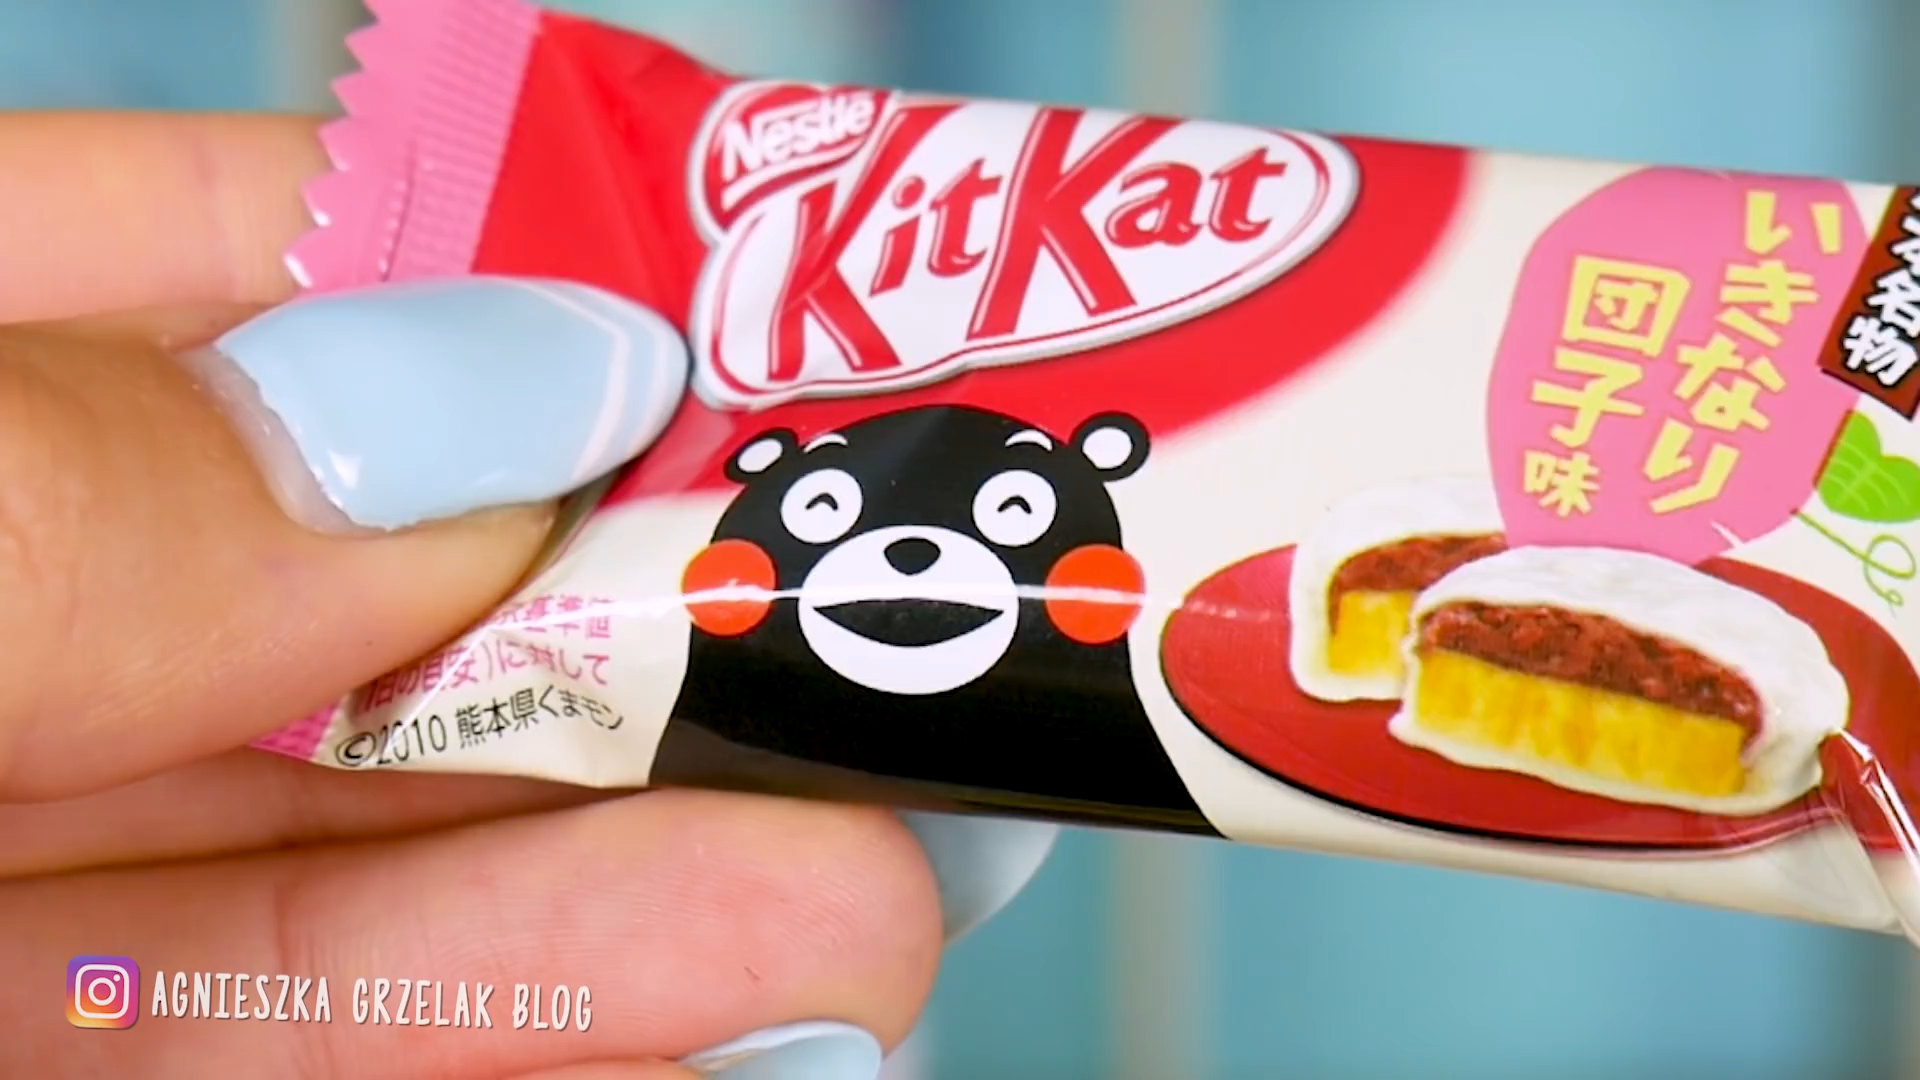 Nestlé
KitKat
いきなり
団子
味
名物
に対して
©2010 熊本県くまモン
AGNIESZKA GRZELAK BLOG